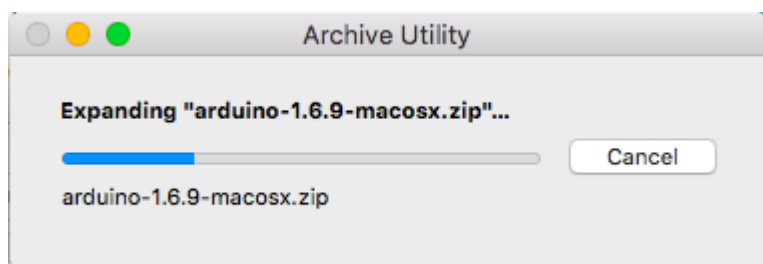 Archive Utility
Expanding "arduino-1.6.9-macosx.zip"...
Cancel
arduino-1.6.9-macosx.zip